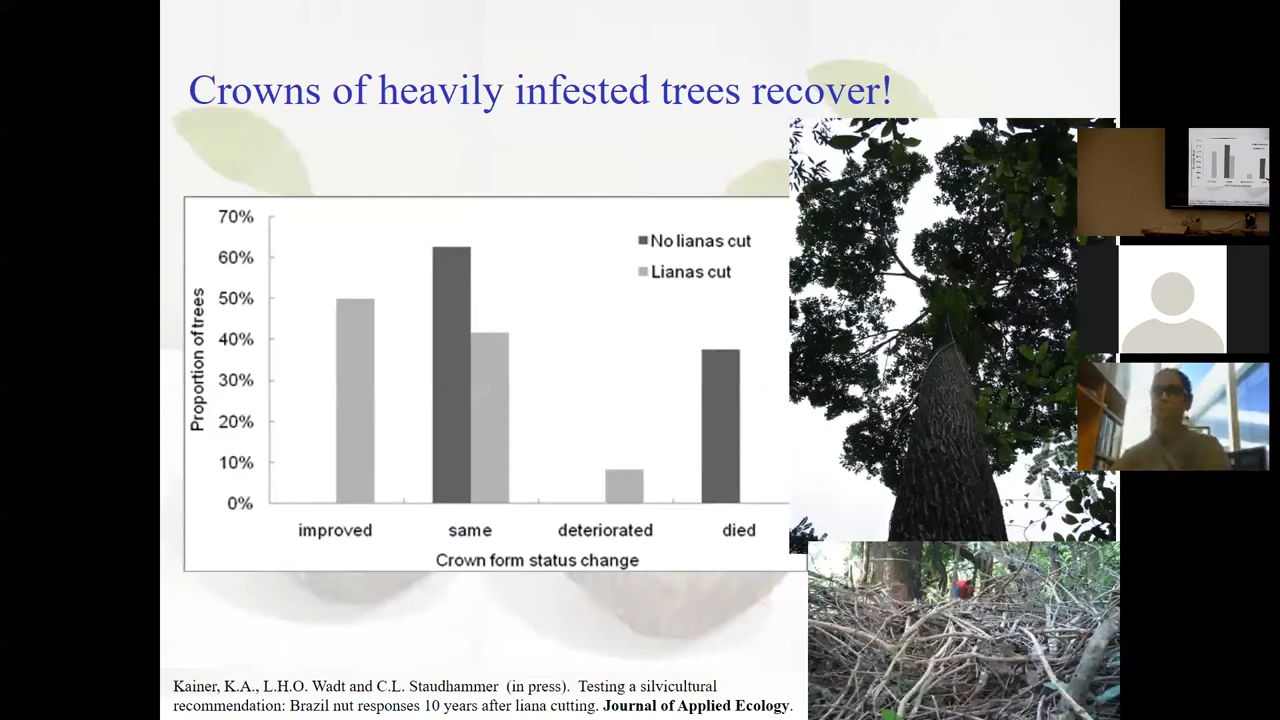 Crowns of heavily infested trees recover!
70%
60%
50%
40%
30%
20%
10%
0%
Proportion of trees
No lianas cut
Lianas cut
improved same deteriorated died
Crown form status change
Kainer, K.A., L.H.O. Wadt and C.L. Staudhammer (in press). Testing a silvicultural
recommendation: Brazil nut responses 10 years after liana cutting. Journal of Applied Ecology.